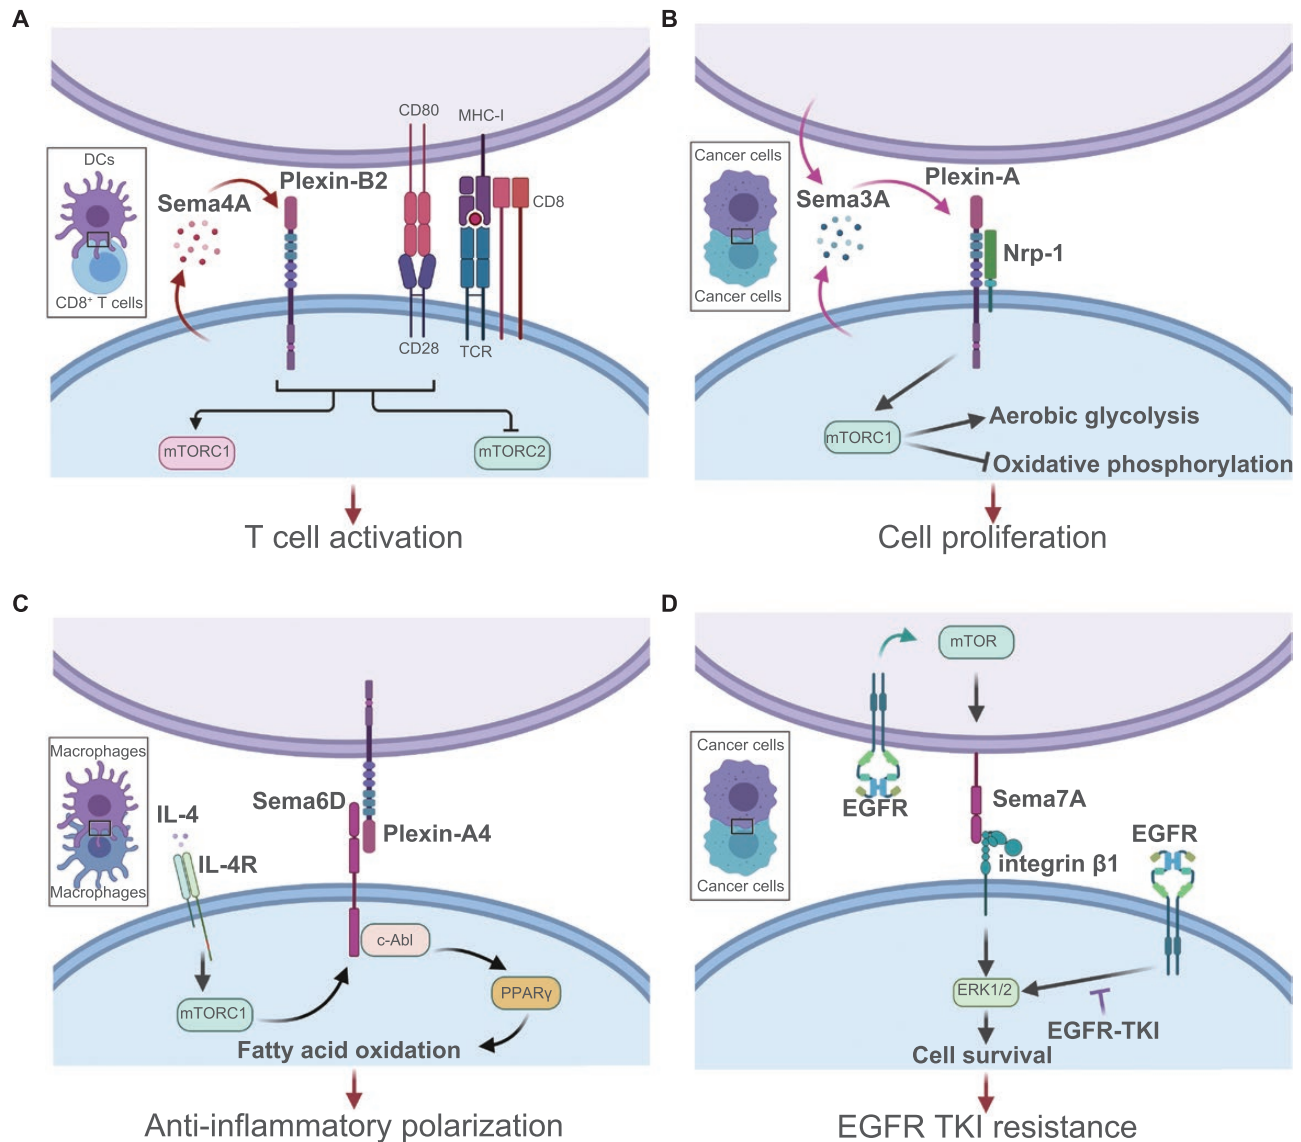 A
CD80
MHC-I
DCs
CD8⁺ T cells
Sema4A
Plexin-B2
CD8
CD28
TCR
mTORC1
mTORC2
T cell activation
B
Cancer cells
Cancer cells
Sema3A
Plexin-A
Nrp-1
mTORC1
Aerobic glycolysis
Oxidative phosphorylation
Cell proliferation
C
Macrophages
Macrophages
IL-4
IL-4R
Sema6D
Plexin-A4
c-Abl
mTORC1
PPARγ
Fatty acid oxidation
Anti-inflammatory polarization
D
mTOR
Cancer cells
Cancer cells
EGFR
Sema7A
integrin β1
EGFR
ERK1/2
EGFR-TKI
Cell survival
EGFR TKI resistance